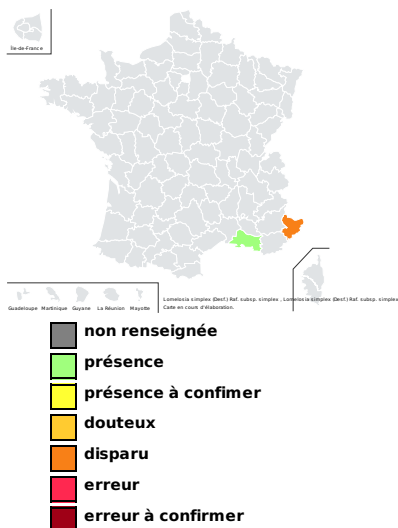 Île-de-France
Guadeloupe Martinique Guyane La Réunion Mayotte
Lomelosia simplex (Desf.) Raf. subsp. simplex , Lomelosia simplex (Desf.) Raf. subsp. simplex
Carte en cours d'élaboration.
non renseignée
présence
présence à confimer
douteux
disparu
erreur
erreur à confirmer